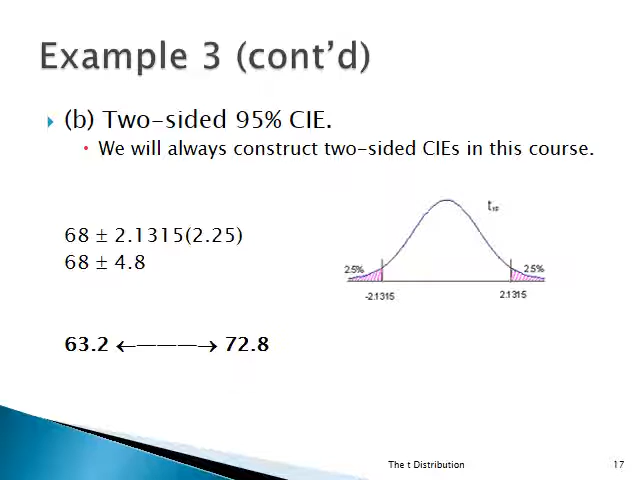 Example 3 (cont’d)
(b) Two-sided 95% CIE.
We will always construct two-sided CIEs in this course.
68 ± 2.1315(2.25)
68 ± 4.8
63.2 ←———→ 72.8
t₁₅
2.5% 2.5%
-2.1315 2.1315
The t Distribution 17